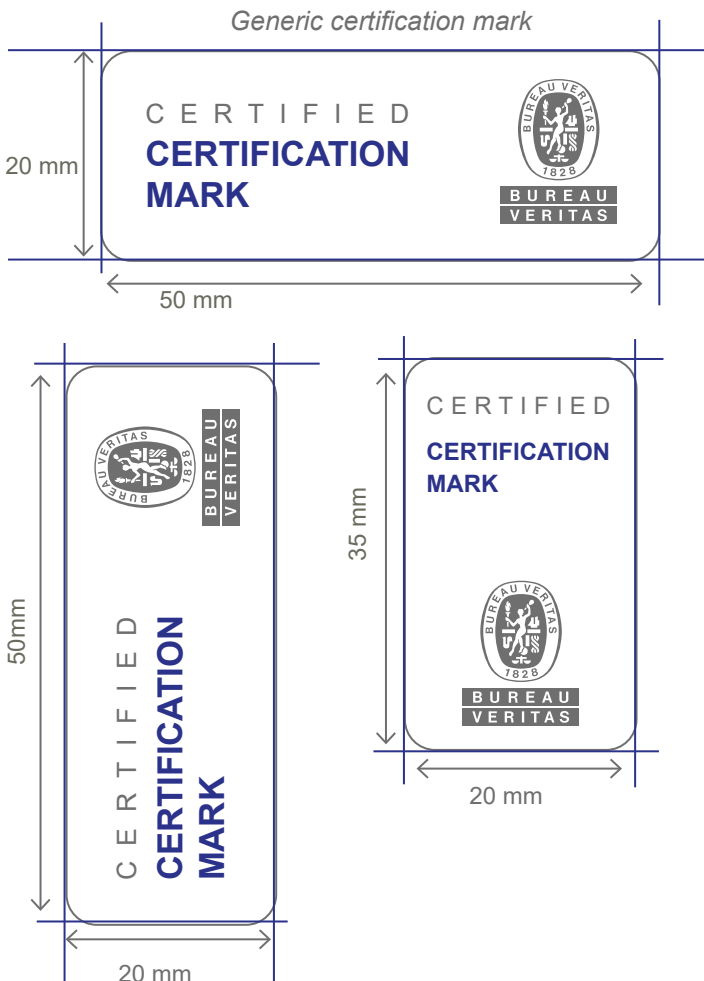 Generic certification mark
CERTIFIED
CERTIFICATION
MARK
BUREAU VERITAS
1828
BUREAU
VERITAS
20 mm
50 mm
BUREAU VERITAS
1828
BUREAU
VERITAS
CERTIFIED
CERTIFICATION
MARK
50mm
20 mm
CERTIFIED
CERTIFICATION
MARK
BUREAU VERITAS
1828
BUREAU
VERITAS
35 mm
20 mm